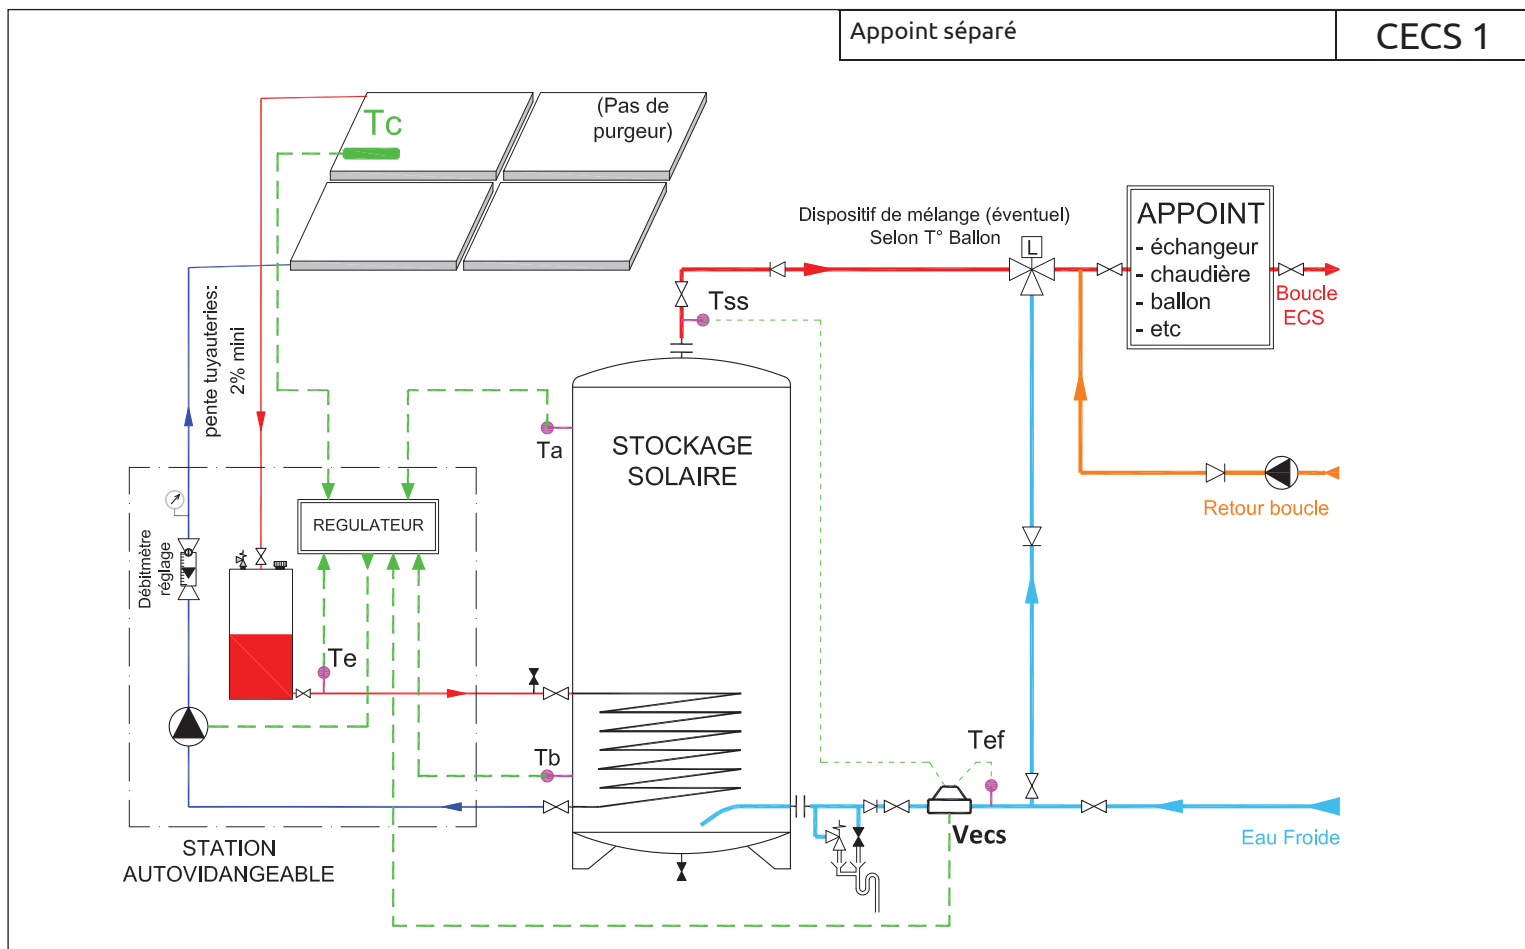 Appoint séparé
CECS 1
Tc
(Pas de
purgeur)
Dispositif de mélange (éventuel)
Selon T° Ballon
L
APPOINT
- échangeur
- chaudière
- ballon
- etc
Boucle
ECS
pente tuyauteries:
2% mini
Tss
Ta
STOCKAGE
SOLAIRE
REGULATEUR
Retour boucle
Débitmètre
réglage
Te
Tb
Tef
Vecs
Eau Froide
STATION
AUTOVIDANGEABLE